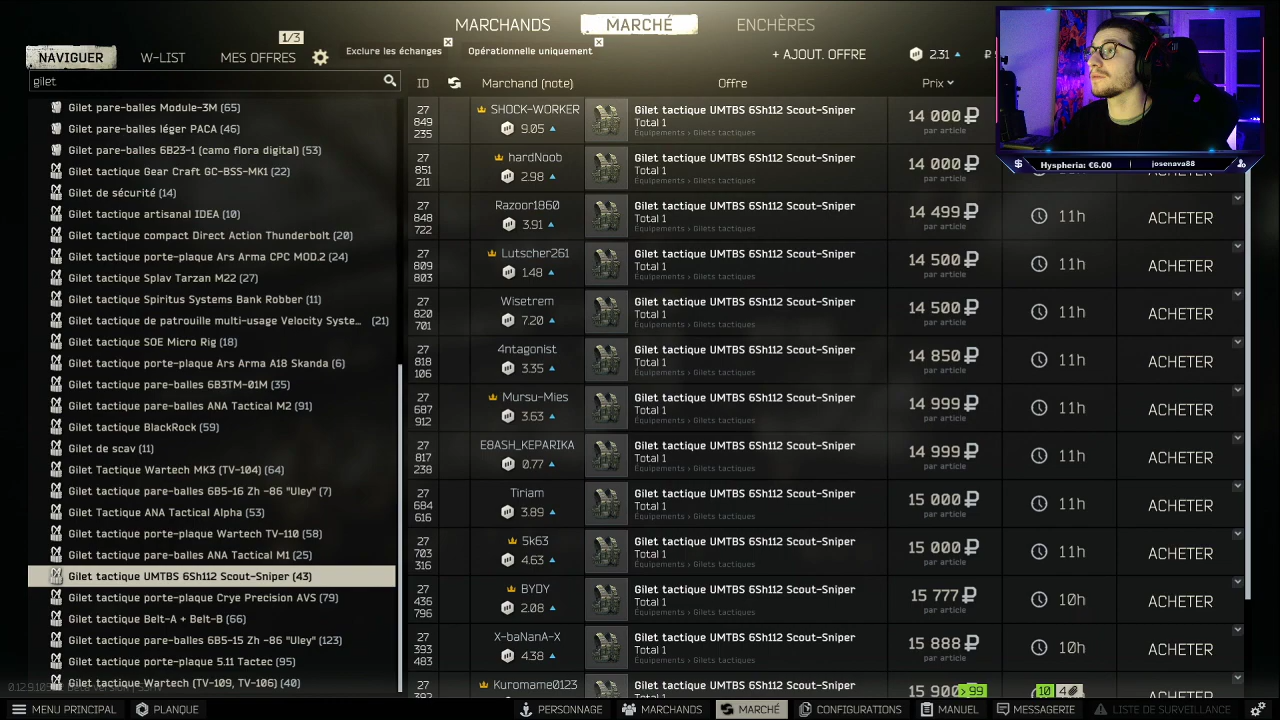 MARCHANDS
MARCHÉ
ENCHÈRES
1/3
NAVIGUER
W-LIST
MES OFFRES
Exclure les échanges
Opérationnelle uniquement
+ AJOUT. OFFRE
2.31
gilet
ID
Marchand (note)
Offre
Prix
Gilet pare-balles Module-3M (65)
Gilet pare-balles léger PACA (46)
Gilet pare-balles 6B23-1 (camo flora digital) (53)
Gilet tactique Gear Craft GC-BSS-MK1 (22)
Gilet de sécurité (14)
Gilet tactique artisanal IDEA (10)
Gilet tactique compact Direct Action Thunderbolt (20)
Gilet tactique porte-plaque Ars Arma CPC MOD.2 (24)
Gilet tactique Splav Tarzan M22 (27)
Gilet tactique Spiritus Systems Bank Robber (11)
Gilet tactique de patrouille multi-usage Velocity Syste... (21)
Gilet tactique SOE Micro Rig (18)
Gilet tactique porte-plaque Ars Arma A18 Skanda (6)
Gilet tactique pare-balles 6B3TM-01M (35)
Gilet tactique pare-balles ANA Tactical M2 (91)
Gilet tactique BlackRock (59)
Gilet de scav (11)
Gilet Tactique Wartech MK3 (TV-104) (64)
Gilet tactique pare-balles 6B5-16 Zh -86 "Uley" (7)
Gilet Tactique ANA Tactical Alpha (53)
Gilet tactique porte-plaque Wartech TV-110 (58)
Gilet tactique pare-balles ANA Tactical M1 (25)
Gilet tactique UMTBS 6Sh112 Scout-Sniper (43)
Gilet tactique porte-plaque Crye Precision AVS (79)
Gilet tactique Belt-A + Belt-B (66)
Gilet tactique pare-balles 6B5-15 Zh -86 "Uley" (123)
Gilet tactique porte-plaque 5.11 Tactec (95)
Gilet tactique Wartech (TV-109, TV-106) (40)
27 849 235
SHOCK-WORKER
9.05
Gilet tactique UMTBS 6Sh112 Scout-Sniper
Total 1
Équipements > Gilets tactiques
14 000 ₽
par article
27 851 211
hardNoob
2.98
Gilet tactique UMTBS 6Sh112 Scout-Sniper
Total 1
Équipements > Gilets tactiques
14 000 ₽
par article
27 848 722
Razoor1860
3.91
Gilet tactique UMTBS 6Sh112 Scout-Sniper
Total 1
Équipements > Gilets tactiques
14 499 ₽
par article
11h
ACHETER
27 809 803
Lutscher261
1.48
Gilet tactique UMTBS 6Sh112 Scout-Sniper
Total 1
Équipements > Gilets tactiques
14 500 ₽
par article
11h
ACHETER
27 820 701
Wisetrem
7.20
Gilet tactique UMTBS 6Sh112 Scout-Sniper
Total 1
Équipements > Gilets tactiques
14 500 ₽
par article
11h
ACHETER
27 818 106
4ntagonist
3.35
Gilet tactique UMTBS 6Sh112 Scout-Sniper
Total 1
Équipements > Gilets tactiques
14 850 ₽
par article
11h
ACHETER
27 687 912
Mursu-Mies
3.63
Gilet tactique UMTBS 6Sh112 Scout-Sniper
Total 1
Équipements > Gilets tactiques
14 999 ₽
par article
11h
ACHETER
27 817 238
E8ASH_KEPARIKA
0.77
Gilet tactique UMTBS 6Sh112 Scout-Sniper
Total 1
Équipements > Gilets tactiques
14 999 ₽
par article
11h
ACHETER
27 684 616
Tiriam
3.89
Gilet tactique UMTBS 6Sh112 Scout-Sniper
Total 1
Équipements > Gilets tactiques
15 000 ₽
par article
11h
ACHETER
27 703 316
5k63
4.63
Gilet tactique UMTBS 6Sh112 Scout-Sniper
Total 1
Équipements > Gilets tactiques
15 000 ₽
par article
11h
ACHETER
27 436 796
BYDY
2.08
Gilet tactique UMTBS 6Sh112 Scout-Sniper
Total 1
Équipements > Gilets tactiques
15 777 ₽
par article
10h
ACHETER
27 393 483
X-baNanA-X
4.38
Gilet tactique UMTBS 6Sh112 Scout-Sniper
Total 1
Équipements > Gilets tactiques
15 888 ₽
par article
10h
ACHETER
27
Kuromame0123
Gilet tactique UMTBS 6Sh112 Scout-Sniper
15 900
> 99
10
4
Hyspheria: €6.00
josenava88
MENU PRINCIPAL
PLANQUE
PERSONNAGE
MARCHANDS
MARCHÉ
CONFIGURATIONS
MANUEL
MESSAGERIE
LISTE DE SURVEILLANCE